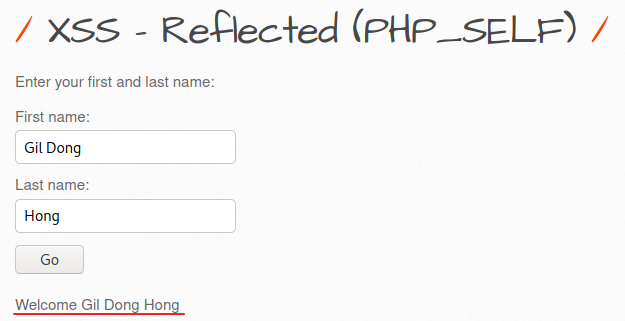 / XSS - Reflected (PHP_SELF) /
Enter your first and last name:
First name:
Gil Dong
Last name:
Hong
Go
Welcome Gil Dong Hong